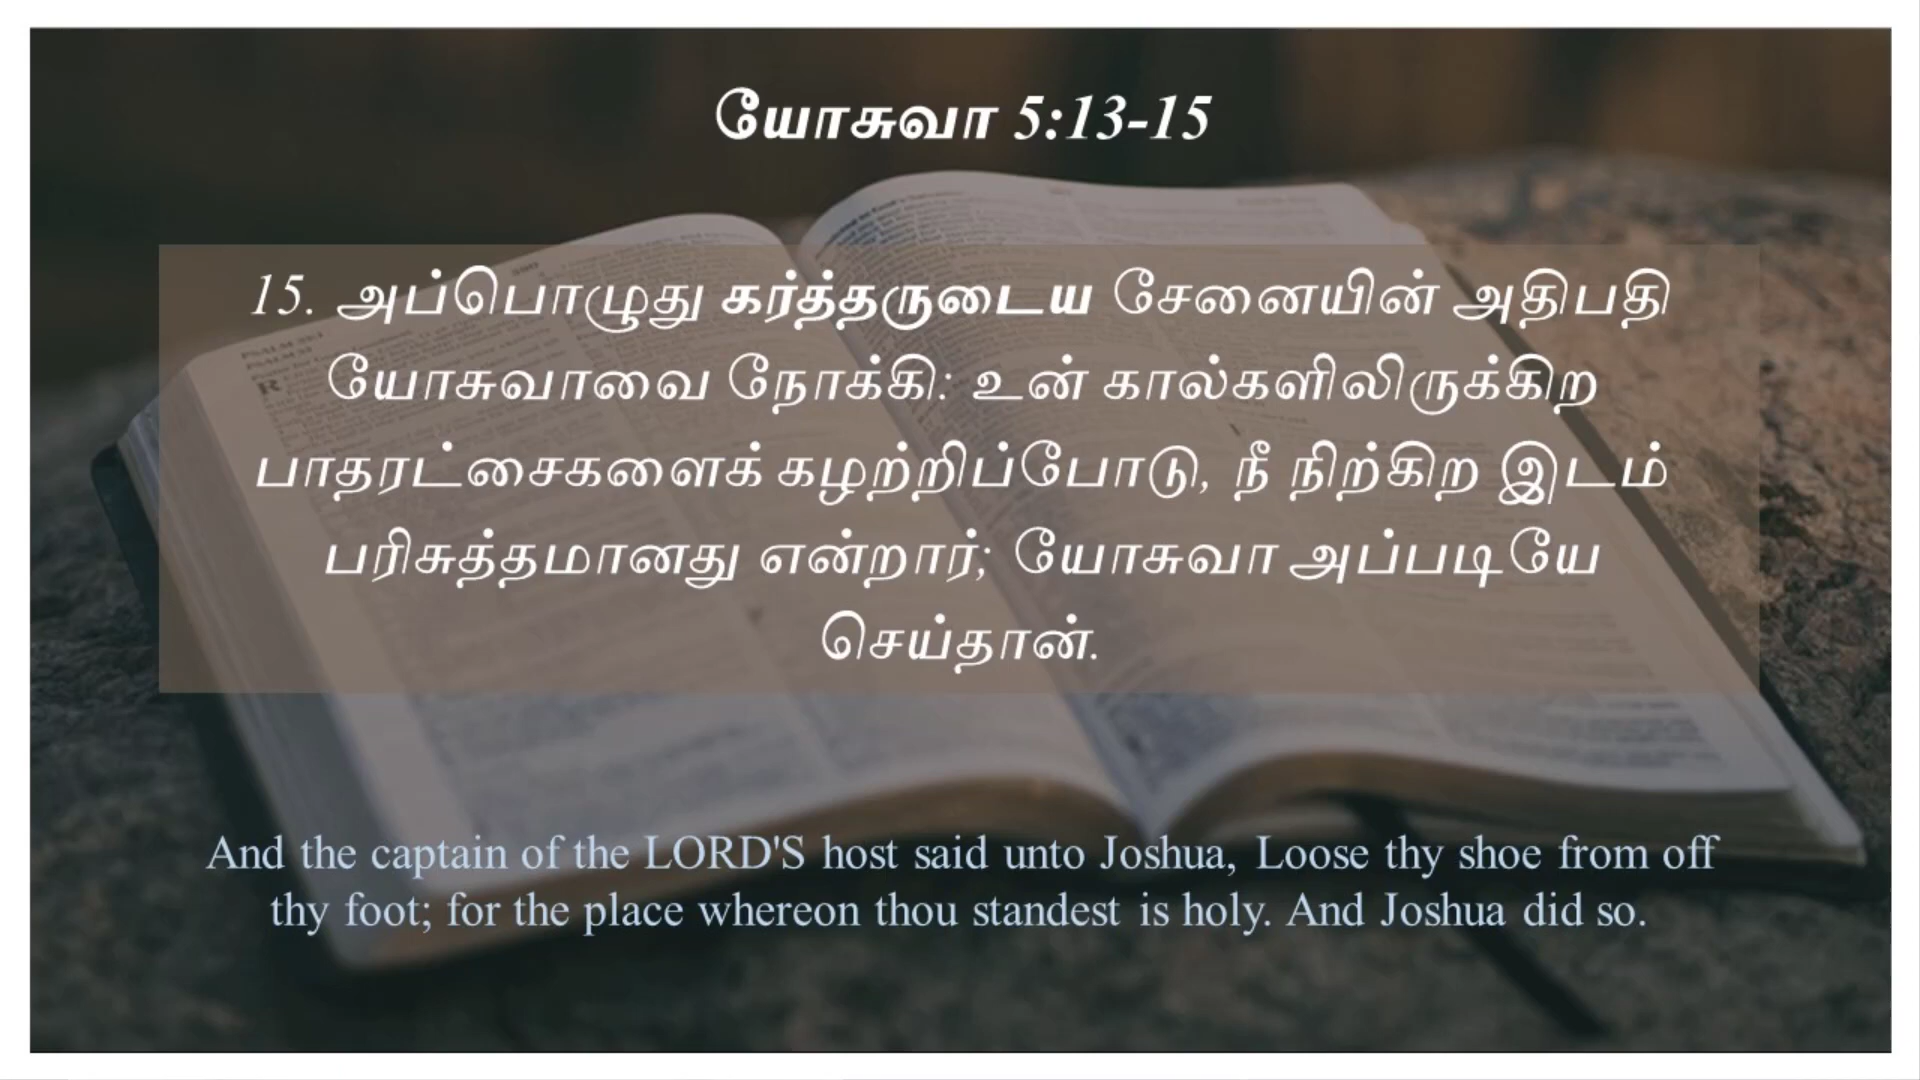 யோசுவா 5:13-15
15. அப்பொழுது கர்த்தருடைய சேனையின் அதிபதி
யோசுவாவை நோக்கி: உன் கால்களிலிருக்கிற
பாதரட்சைகளைக் கழற்றிப்போடு, நீ நிற்கிற இடம்
பரிசுத்தமானது என்றார்; யோசுவா அப்படியே
செய்தான்.
And the captain of the LORD'S host said unto Joshua, Loose thy shoe from off
thy foot; for the place whereon thou standest is holy. And Joshua did so.